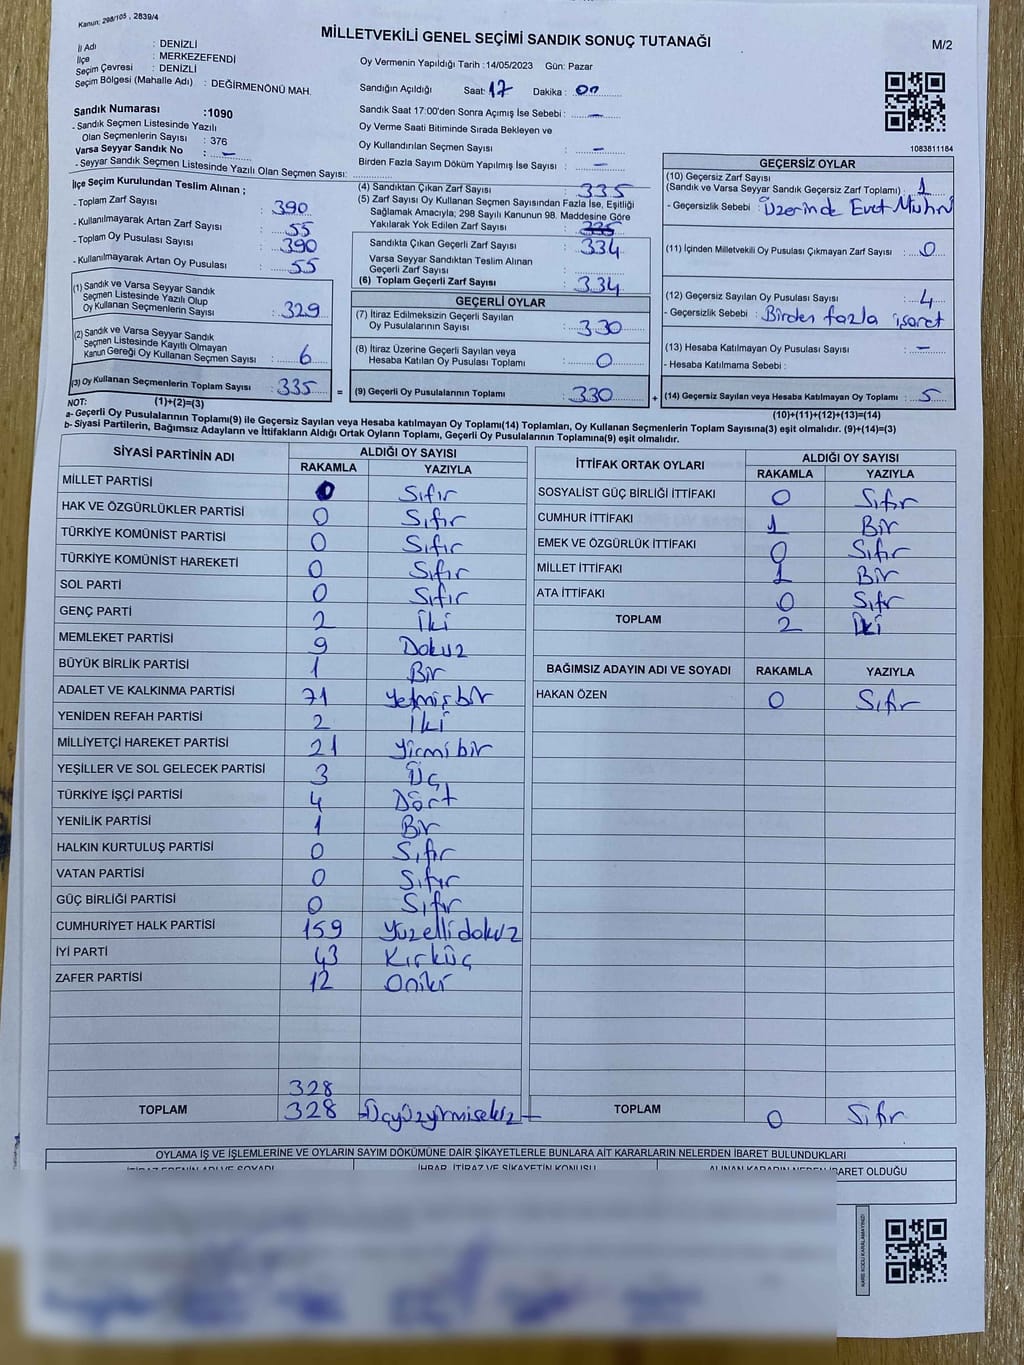 Kanun; 298/105 , 2839/4
MİLLETVEKİLİ GENEL SEÇİMİ SANDIK SONUÇ TUTANAĞI
M/2
İl Adı : DENİZLİ
İlçe : MERKEZEFENDİ
Seçim Çevresi : DENİZLİ
Seçim Bölgesi (Mahalle Adı) : DEĞİRMENÖNÜ MAH.
Sandık Numarası :1090
- Sandık Seçmen Listesinde Yazılı
Olan Seçmenlerin Sayısı : 376
Varsa Seyyar Sandık No : –
- Seyyar Sandık Seçmen Listesinde Yazılı Olan Seçmen Sayısı:
Oy Vermenin Yapıldığı Tarih :14/05/2023 Gün: Pazar
Sandığın Açıldığı Saat: 17 Dakika : 00
Sandık Saat 17:00'den Sonra Açımış İse Sebebi : –
Oy Verme Saati Bitiminde Sırada Bekleyen ve
Oy Kullandırılan Seçmen Sayısı : –
Birden Fazla Sayım Döküm Yapılmış İse Sayısı : –
1083811184
İlçe Seçim Kurulundan Teslim Alınan ;
- Toplam Zarf Sayısı : 390
- Kullanılmayarak Artan Zarf Sayısı : 55
- Toplam Oy Pusulası Sayısı : 390
- Kullanılmayarak Artan Oy Pusulası : 55
(1) Sandık ve Varsa Seyyar Sandık
Seçmen Listesinde Yazılı Olup
Oy Kullanan Seçmenlerin Sayısı : 329
(2) Sandık ve Varsa Seyyar Sandık
Seçmen Listesinde Kayıtlı Olmayan
Kanun Gereği Oy Kullanan Seçmen Sayısı : 6
(3) Oy Kullanan Seçmenlerin Toplam Sayısı : 335 =
(4) Sandıktan Çıkan Zarf Sayısı : 335
(5) Zarf Sayısı Oy Kullanan Seçmen Sayısından Fazla İse, Eşitliği
Sağlamak Amacıyla; 298 Sayılı Kanunun 98. Maddesine Göre
Yakılarak Yok Edilen Zarf Sayısı : 335
Sandıkta Çıkan Geçerli Zarf Sayısı : 334
Varsa Seyyar Sandıktan Teslim Alınan
Geçerli Zarf Sayısı :
(6) Toplam Geçerli Zarf Sayısı : 334
GEÇERLİ OYLAR
(7) İtiraz Edilmeksizin Geçerli Sayılan
Oy Pusulalarının Sayısı : 330
(8) İtiraz Üzerine Geçerli Sayılan veya
Hesaba Katılan Oy Pusulası Toplamı : 0
(9) Geçerli Oy Pusulalarının Toplamı : 330 +
GEÇERSİZ OYLAR
(10) Geçersiz Zarf Sayısı
(Sandık ve Varsa Seyyar Sandık Geçersiz Zarf Toplamı) : 1
- Geçersizlik Sebebi : Üzerinde Evet Muhrü
(11) İçinden Milletvekili Oy Pusulası Çıkmayan Zarf Sayısı : 0
(12) Geçersiz Sayılan Oy Pusulası Sayısı : 4
- Geçersizlik Sebebi : Birden fazla işaret
(13) Hesaba Katılmayan Oy Pusulası Sayısı : –
- Hesaba Katılmama Sebebi :
(14) Geçersiz Sayılan veya Hesaba Katılmayan Oy Toplamı : 5
NOT: (1)+(2)=(3)
(10)+(11)+(12)+(13)=(14)
a- Geçerli Oy Pusulalarının Toplamı(9) ile Geçersiz Sayılan veya Hesaba katılmayan Oy Toplamı(14) Toplamları, Oy Kullanan Seçmenlerin Toplam Sayısına(3) eşit olmalıdır. (9)+(14)=(3)
b- Siyasi Partilerin, Bağımsız Adayların ve İttifakların Aldığı Ortak Oyların Toplamı, Geçerli Oy Pusulalarının Toplamına(9) eşit olmalıdır.
SİYASİ PARTİNİN ADI ALDIĞI OY SAYISI
RAKAMLA YAZIYLA
MİLLET PARTİSİ 0 Sıfır
HAK VE ÖZGÜRLÜKLER PARTİSİ 0 Sıfır
TÜRKİYE KOMÜNİST PARTİSİ 0 Sıfır
TÜRKİYE KOMÜNİST HAREKETİ 0 Sıfır
SOL PARTİ 0 Sıfır
GENÇ PARTİ 2 İki
MEMLEKET PARTİSİ 9 Dokuz
BÜYÜK BİRLİK PARTİSİ 1 Bir
ADALET VE KALKINMA PARTİSİ 71 Yetmişbir
YENİDEN REFAH PARTİSİ 2 İki
MİLLİYETÇİ HAREKET PARTİSİ 21 Yirmibir
YEŞİLLER VE SOL GELECEK PARTİSİ 3 Üç
TÜRKİYE İŞÇİ PARTİSİ 4 Dört
YENİLİK PARTİSİ 1 Bir
HALKIN KURTULUŞ PARTİSİ 0 Sıfır
VATAN PARTİSİ 0 Sıfır
GÜÇ BİRLİĞİ PARTİSİ 0 Sıfır
CUMHURİYET HALK PARTİSİ 159 Yüzellidokuz
İYİ PARTİ 43 Kırküç
ZAFER PARTİSİ 12 Oniki
328
TOPLAM 328 Üçyüzyirmisekiz
İTTİFAK ORTAK OYLARI ALDIĞI OY SAYISI
RAKAMLA YAZIYLA
SOSYALİST GÜÇ BİRLİĞİ İTTİFAKI 0 Sıfır
CUMHUR İTTİFAKI 1 Bir
EMEK VE ÖZGÜRLÜK İTTİFAKI 0 Sıfır
MİLLET İTTİFAKI 1 Bir
ATA İTTİFAKI 0 Sıfır
TOPLAM 2 İki
BAĞIMSIZ ADAYIN ADI VE SOYADI RAKAMLA YAZIYLA
HAKAN ÖZEN 0 Sıfır
TOPLAM 0 Sıfır
OYLAMA İŞ VE İŞLEMLERİNE VE OYLARIN SAYIM DÖKÜMÜNE DAİR ŞİKAYETLERLE BUNLARA AİT KARARLARIN NELERDEN İBARET BULUNDUKLARI
İTİRAZ EDENİN ADI VE SOYADI İHBAR, İTİRAZ VE ŞİKAYETİN KONUSU ALINAN KARARIN NEDEN İBARET OLDUĞU
KARE KODU KARALAMAYINIZ!